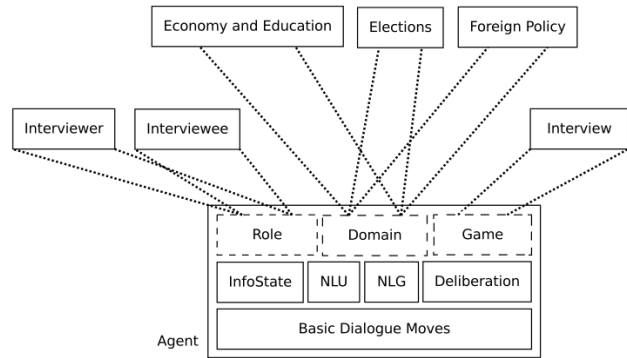 Economy and Education
Elections
Foreign Policy
Interviewer
Interviewee
Interview
Role
Domain
Game
InfoState
NLU
NLG
Deliberation
Basic Dialogue Moves
Agent